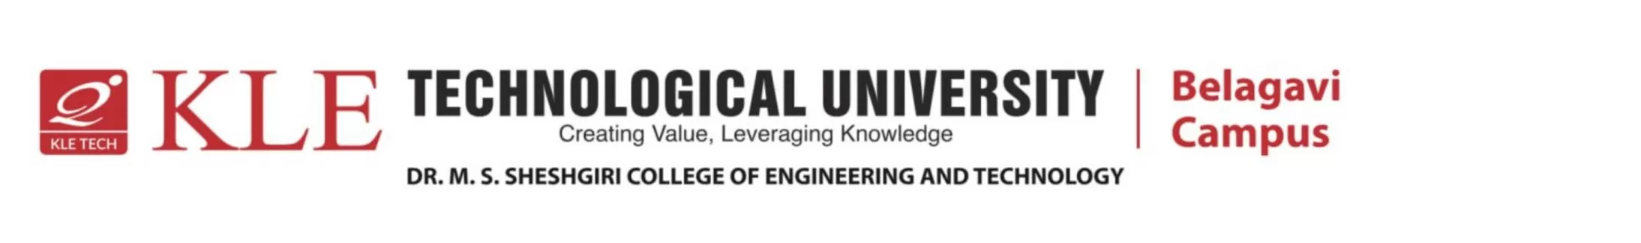 KLE TECH
KLE TECHNOLOGICAL UNIVERSITY
Creating Value, Leveraging Knowledge
DR. M. S. SHESHGIRI COLLEGE OF ENGINEERING AND TECHNOLOGY
Belagavi
Campus